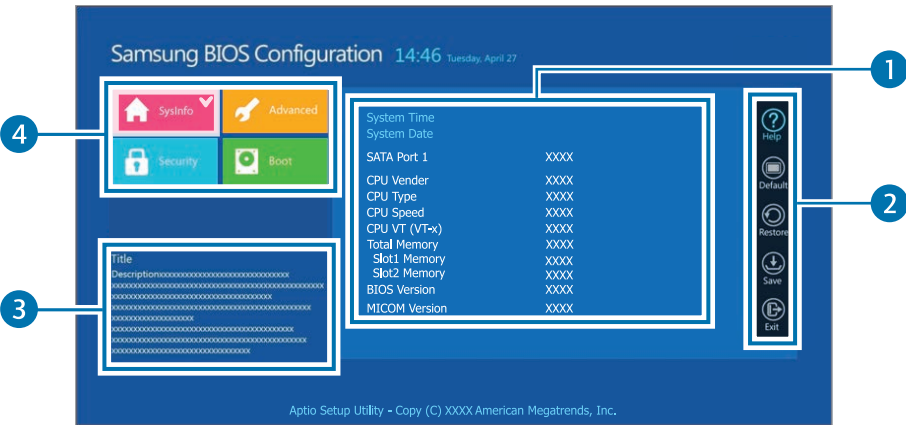 Samsung BIOS Configuration 14:46 Tuesday, April 27
1
SysInfo
Advanced
4
Security
Boot
System Time
System Date
SATA Port 1 XXXX
CPU Vender XXXX
CPU Type XXXX
CPU Speed XXXX
CPU VT (VT-x) XXXX
Total Memory XXXX
Slot1 Memory XXXX
Slot2 Memory XXXX
BIOS Version XXXX
MICOM Version XXXX
Help
Default
2
Restore
Save
Exit
3
Title
Descriptionxxxxxxxxxxxxxxxxxxxxxxxxxxxxx
Aptio Setup Utility - Copy (C) XXXX American Megatrends, Inc.